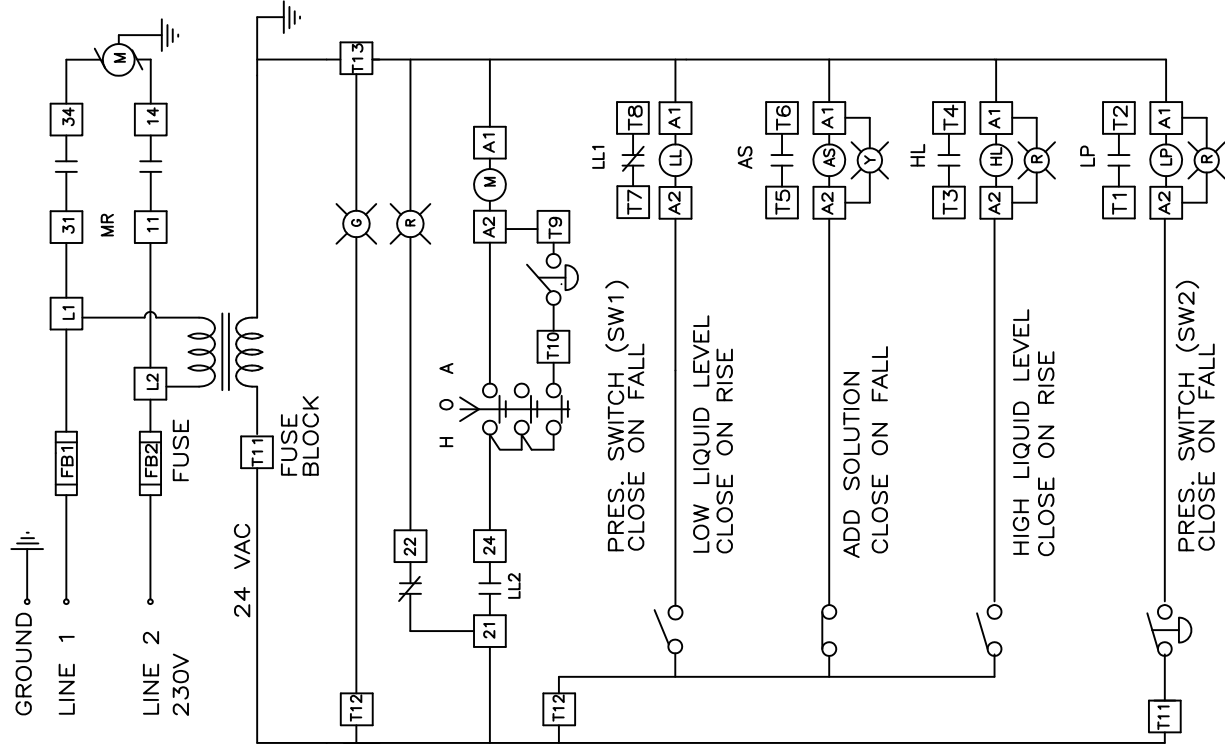 GROUND
LINE 1
LINE 2
230V
FB1
FB2
FUSE
L1
L2
31
34
MR
11
14
M
24 VAC
T11
FUSE
BLOCK
T12
G
T13
22
R
21
24
LL2
H O A
A2
M
A1
T10
T9
T12
PRES. SWITCH (SW1)
CLOSE ON FALL
LOW LIQUID LEVEL
CLOSE ON RISE
LL1
T7
T8
A2
LL
A1
ADD SOLUTION
CLOSE ON FALL
AS
T5
T6
A2
AS
A1
Y
HIGH LIQUID LEVEL
CLOSE ON RISE
HL
T3
T4
A2
HL
A1
R
T11
PRES. SWITCH (SW2)
CLOSE ON FALL
LP
T1
T2
A2
LP
A1
R